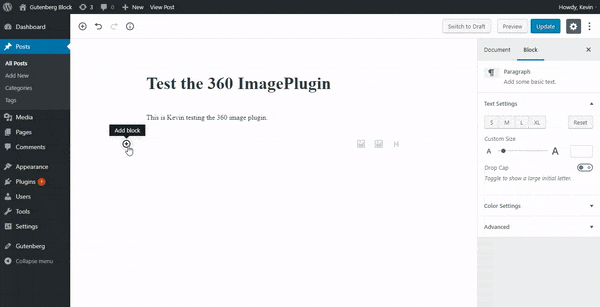 Gutenberg Block
3
0
New
View Post
Howdy, Kevin
Dashboard
Posts
All Posts
Add New
Categories
Tags
Media
Pages
Comments
Appearance
Plugins 1
Users
Tools
Settings
Gutenberg
Collapse menu
Switch to Draft
Preview
Update
Test the 360 ImagePlugin
This is Kevin testing the 360 image plugin.
Add block
Document
Block
Paragraph
Add some basic text.
Text Settings
S M L XL
Reset
Custom Size
A A
Drop Cap
Toggle to show a large initial letter.
Color Settings
Advanced